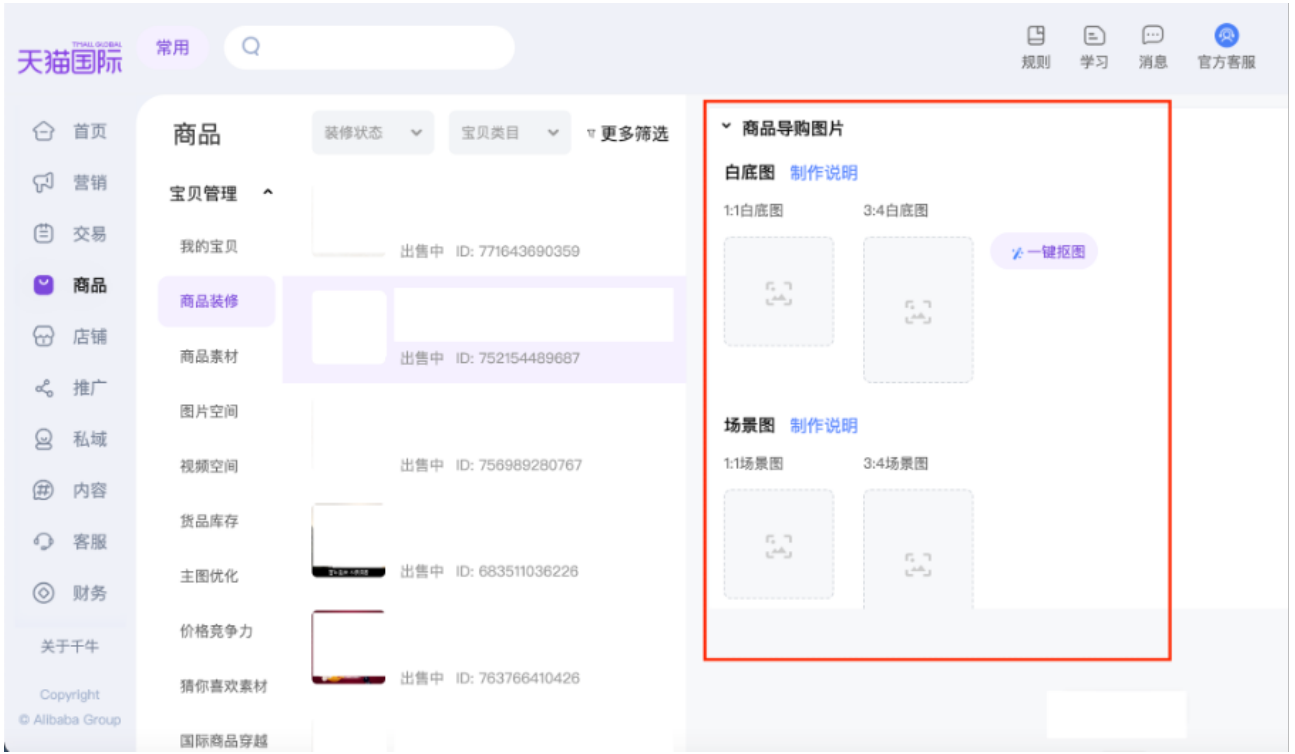 TMALL GLOBAL
天猫国际
常用
规则
学习
消息
官方客服
首页
营销
交易
商品
店铺
推广
私域
内容
客服
财务
关于千牛
Copyright
© Alibaba Group
商品
宝贝管理
我的宝贝
商品装修
商品素材
图片空间
视频空间
货品库存
主图优化
价格竞争力
猜你喜欢素材
国际商品穿越
装修状态
宝贝类目
更多筛选
出售中 ID: 771643690359
出售中 ID: 752154489687
出售中 ID: 756989280767
出售中 ID: 683511036226
出售中 ID: 763766410426
商品导购图片
白底图 制作说明
1:1白底图 3:4白底图
一键抠图
场景图 制作说明
1:1场景图 3:4场景图